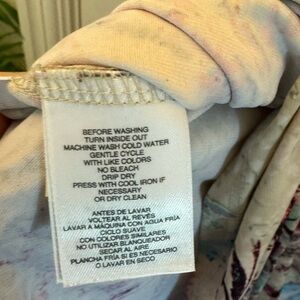 BEFORE WASHING
TURN INSIDE OUT
MACHINE WASH COLD WATER
GENTLE CYCLE
WITH LIKE COLORS
NO BLEACH
DRIP DRY
PRESS WITH COOL IRON IF
NECESSARY
OR DRY CLEAN
ANTES DE LAVAR
VOLTEAR AL REVÉS
LAVAR A MÁQUINA CON AGUA FRÍA
CICLO SUAVE
CON COLORES SIMILARES
NO UTILIZAR BLANQUEADOR
SECAR AL AIRE
PLANCHA FRÍA SI ES NECESARIO
O LAVAR EN SECO